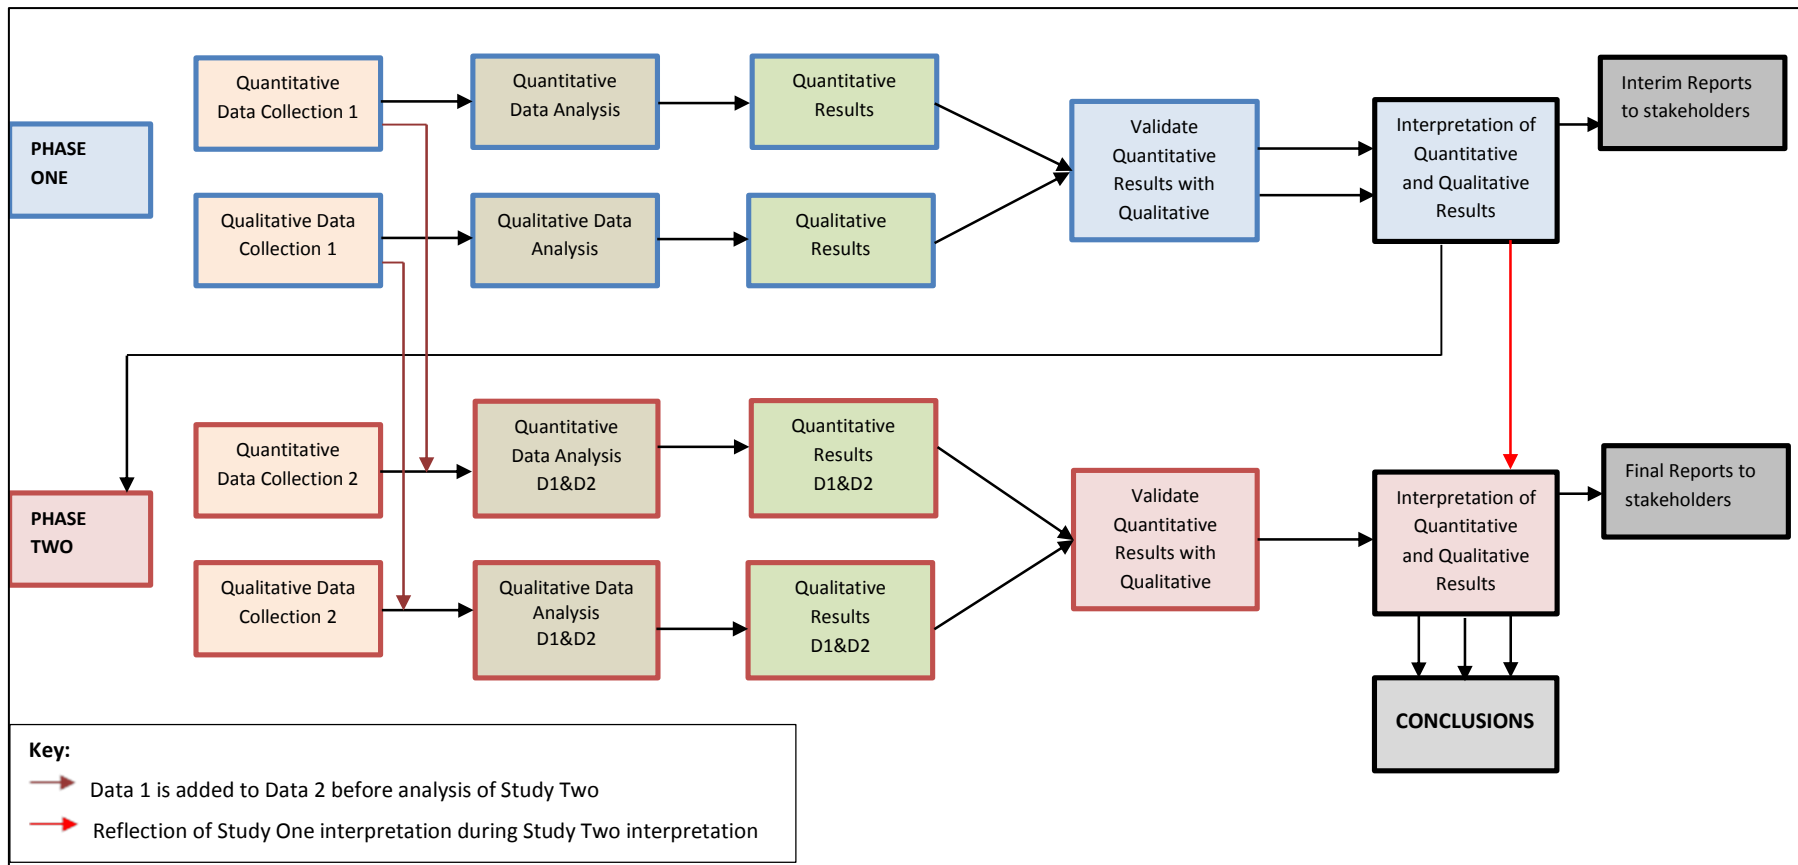 PHASE
ONE
Quantitative
Data Collection 1
Quantitative
Data Analysis
Quantitative
Results
Qualitative Data
Collection 1
Qualitative Data
Analysis
Qualitative
Results
Validate
Quantitative
Results with
Qualitative
Interpretation of
Quantitative
and Qualitative
Results
Interim Reports
to stakeholders
PHASE
TWO
Quantitative
Data Collection 2
Quantitative
Data Analysis
D1&D2
Quantitative
Results
D1&D2
Qualitative Data
Collection 2
Qualitative Data
Analysis
D1&D2
Qualitative
Results
D1&D2
Validate
Quantitative
Results with
Qualitative
Interpretation of
Quantitative
and Qualitative
Results
Final Reports to
stakeholders
CONCLUSIONS
Key:
Data 1 is added to Data 2 before analysis of Study Two
Reflection of Study One interpretation during Study Two interpretation